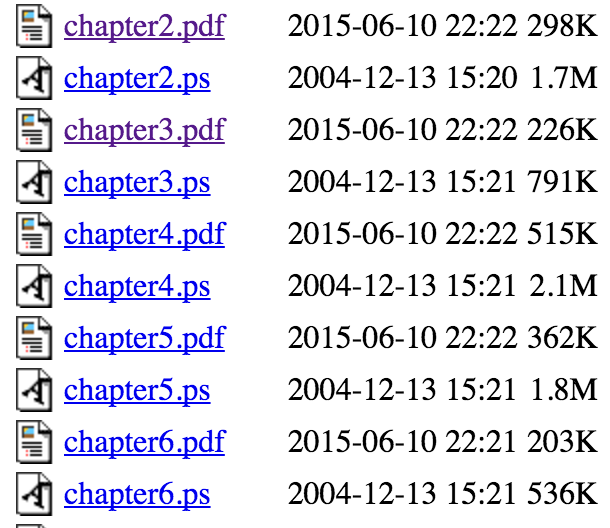 chapter2.pdf 2015-06-10 22:22 298K
chapter2.ps 2004-12-13 15:20 1.7M
chapter3.pdf 2015-06-10 22:22 226K
chapter3.ps 2004-12-13 15:21 791K
chapter4.pdf 2015-06-10 22:22 515K
chapter4.ps 2004-12-13 15:21 2.1M
chapter5.pdf 2015-06-10 22:22 362K
chapter5.ps 2004-12-13 15:21 1.8M
chapter6.pdf 2015-06-10 22:21 203K
chapter6.ps 2004-12-13 15:21 536K